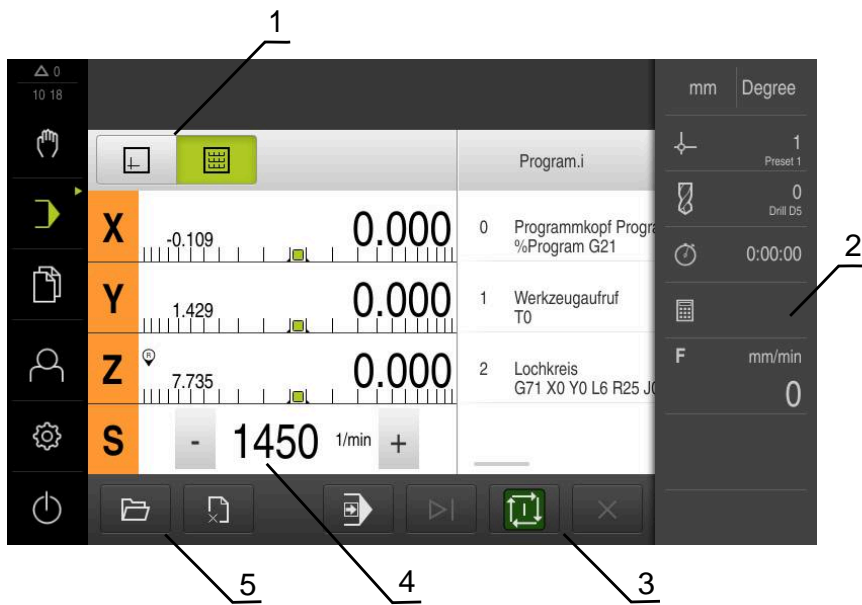 1
0
10 18
mm Degree
1
Preset 1
0
Drill D5
0:00:00
2
F mm/min
0
Program.i
X -0.109 0.000
Y 1.429 0.000
Z R 7.735 0.000
S - 1450 1/min +
0 Programmkopf Progra
%Program G21
1 Werkzeugaufruf
T0
2 Lochkreis
G71 X0 Y0 L6 R25 J0
5
4
3